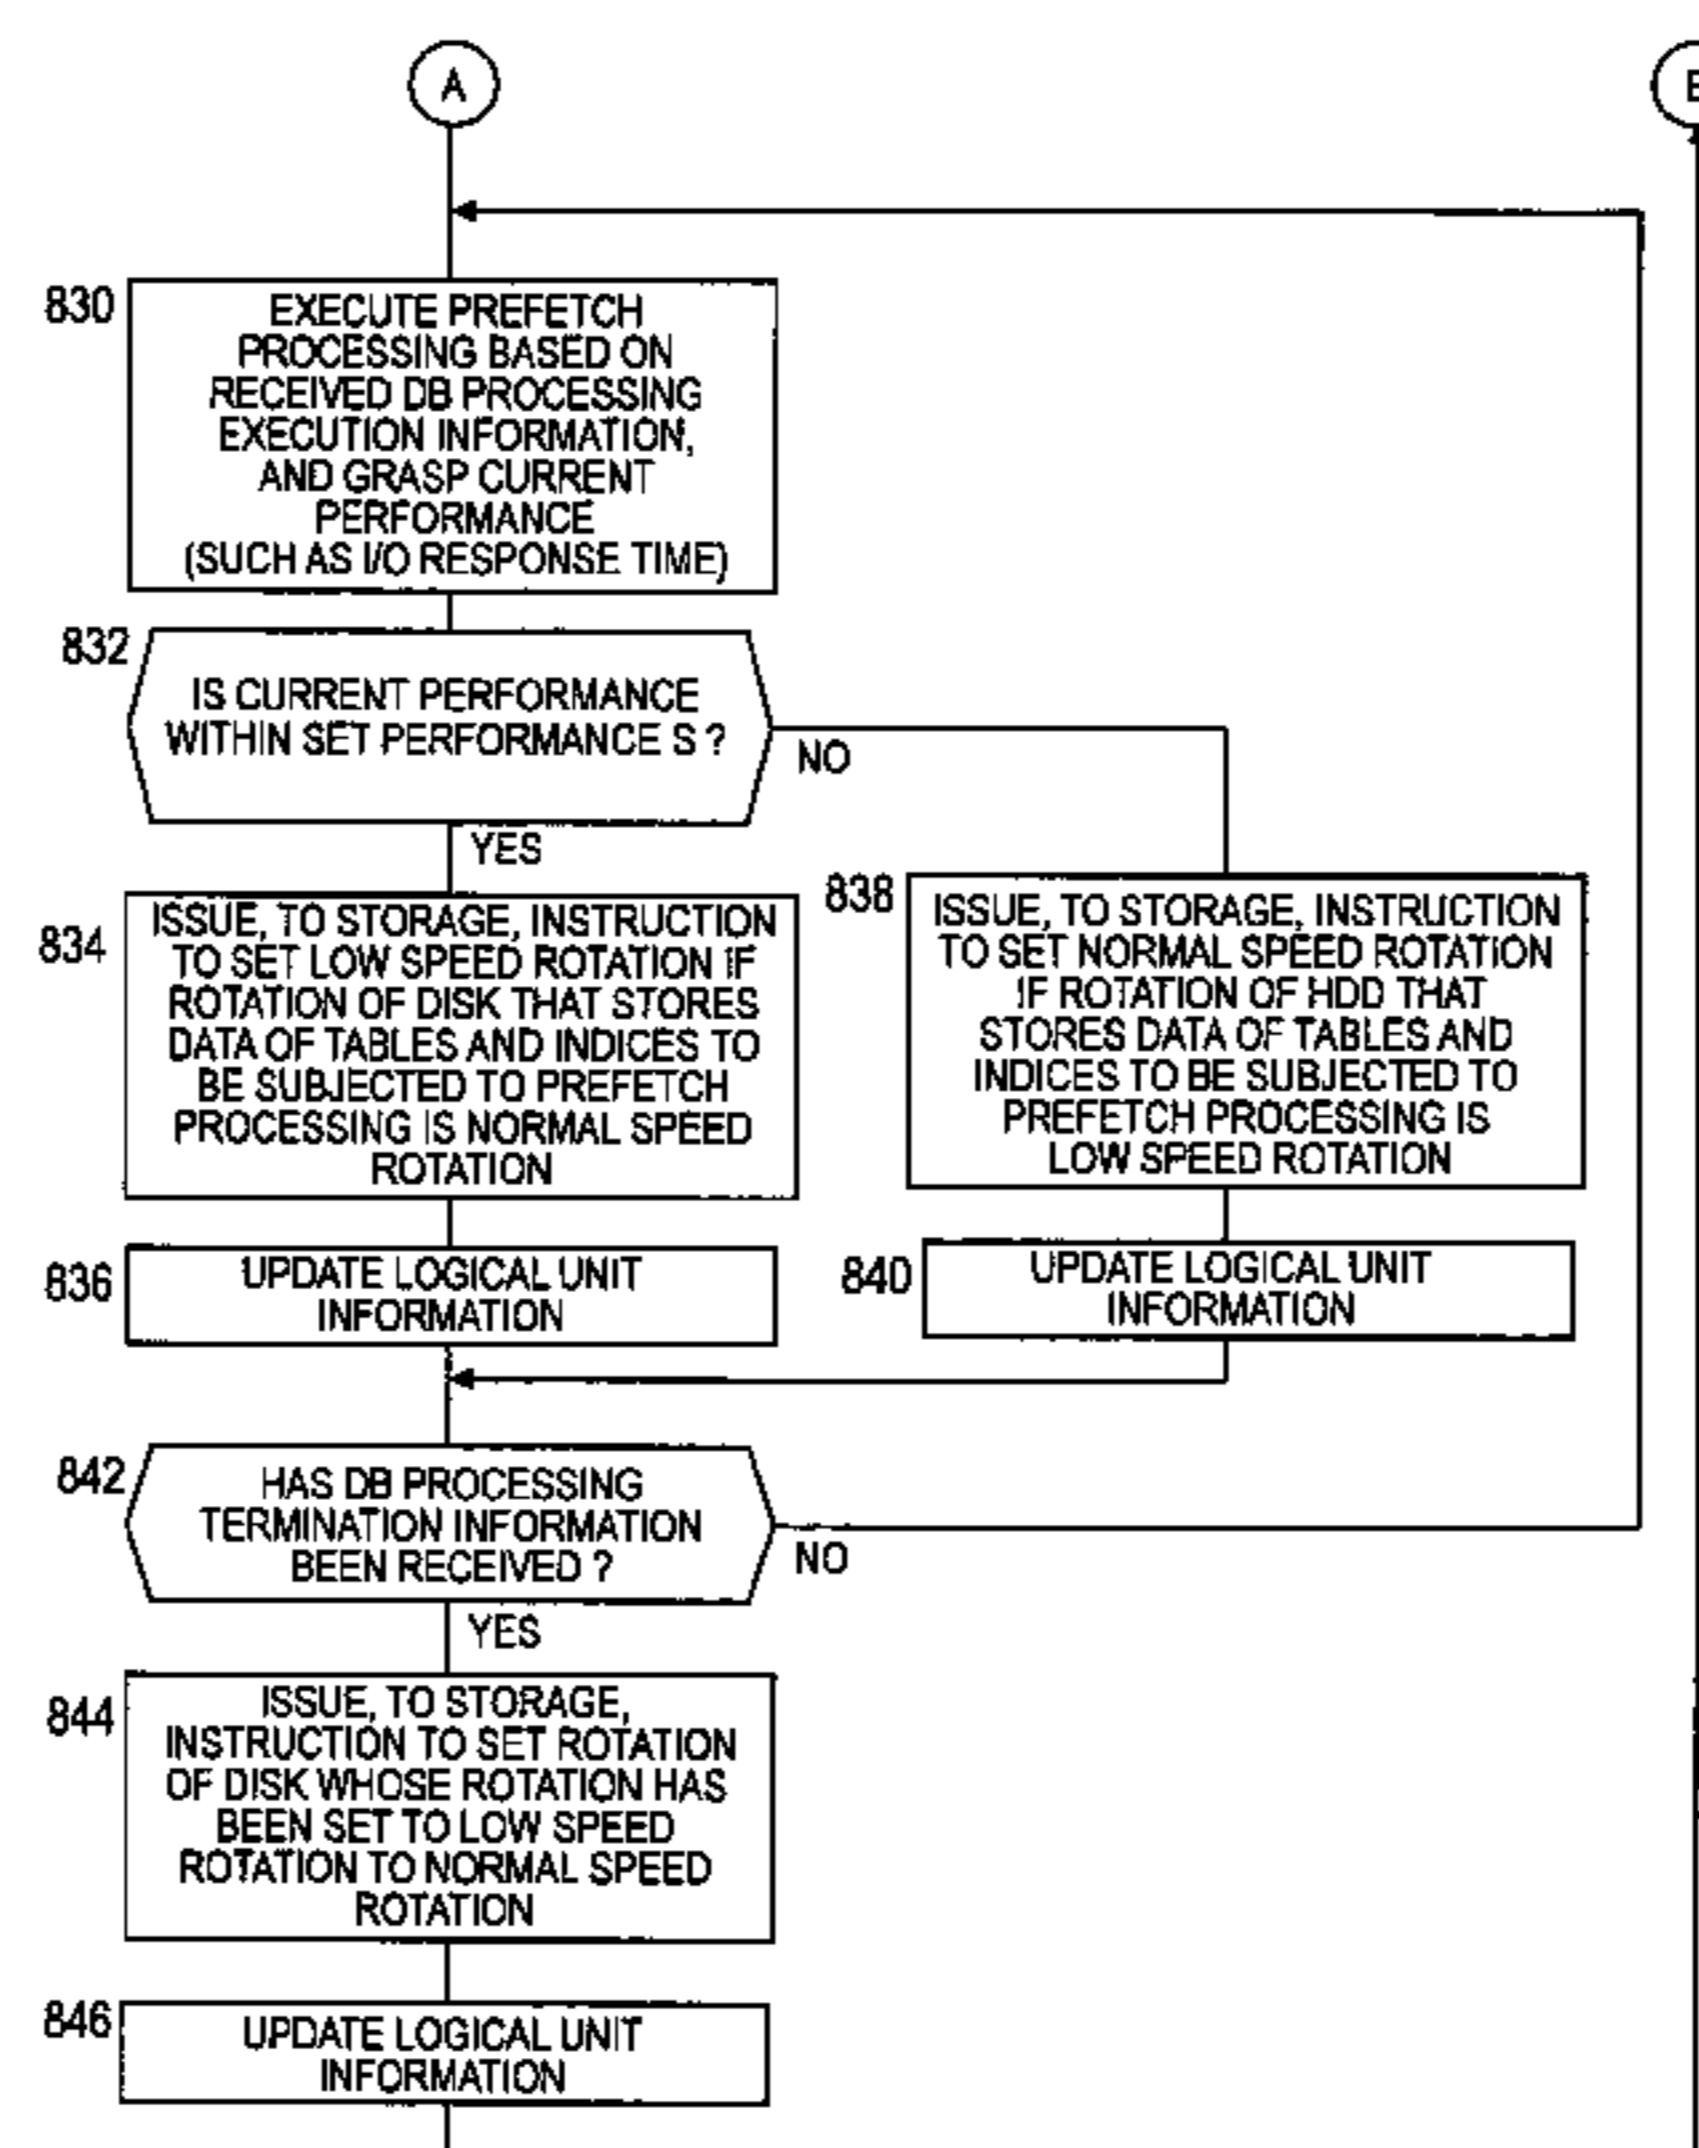 A
830
EXECUTE PREFETCH
PROCESSING BASED ON
RECEIVED DB PROCESSING
EXECUTION INFORMATION,
AND GRASP CURRENT
PERFORMANCE
(SUCH AS I/O RESPONSE TIME)
832
IS CURRENT PERFORMANCE
WITHIN SET PERFORMANCE S ?
NO
YES
834
ISSUE, TO STORAGE, INSTRUCTION
TO SET LOW SPEED ROTATION IF
ROTATION OF DISK THAT STORES
DATA OF TABLES AND INDICES TO
BE SUBJECTED TO PREFETCH
PROCESSING IS NORMAL SPEED
ROTATION
838
ISSUE, TO STORAGE, INSTRUCTION
TO SET NORMAL SPEED ROTATION
IF ROTATION OF HDD THAT
STORES DATA OF TABLES AND
INDICES TO BE SUBJECTED TO
PREFETCH PROCESSING IS
LOW SPEED ROTATION
836
UPDATE LOGICAL UNIT
INFORMATION
840
UPDATE LOGICAL UNIT
INFORMATION
842
HAS DB PROCESSING
TERMINATION INFORMATION
BEEN RECEIVED ?
NO
YES
844
ISSUE, TO STORAGE,
INSTRUCTION TO SET ROTATION
OF DISK WHOSE ROTATION HAS
BEEN SET TO LOW SPEED
ROTATION TO NORMAL SPEED
ROTATION
846
UPDATE LOGICAL UNIT
INFORMATION